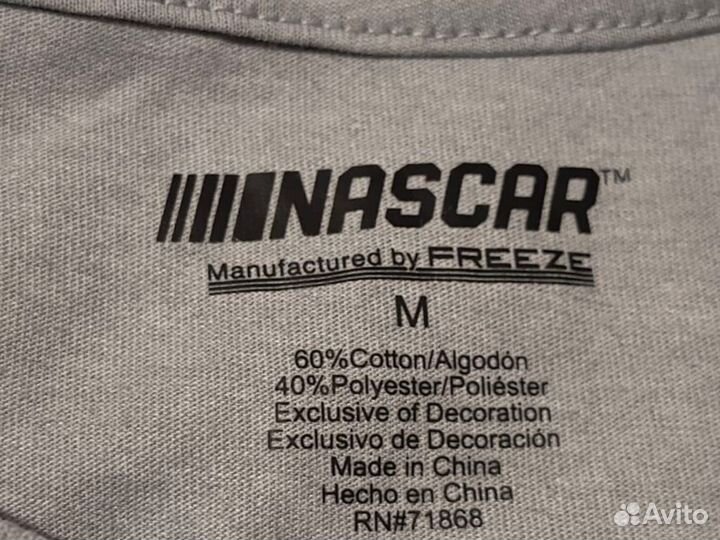 NASCAR™
Manufactured by FREEZE
M
60%Cotton/Algodón
40%Polyester/Poliéster
Exclusive of Decoration
Exclusivo de Decoración
Made in China
Hecho en China
RN#71868
Avito